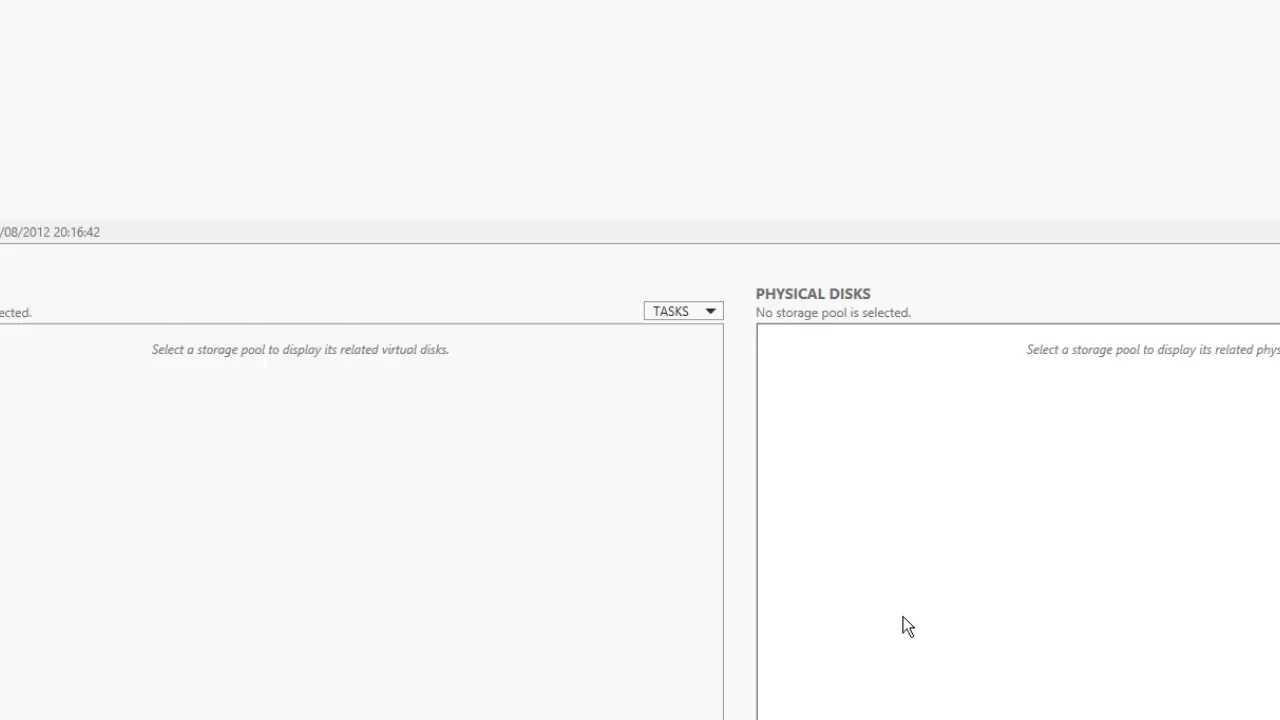 /08/2012 20:16:42
ected.
TASKS
Select a storage pool to display its related virtual disks.
PHYSICAL DISKS
No storage pool is selected.
Select a storage pool to display its related phys